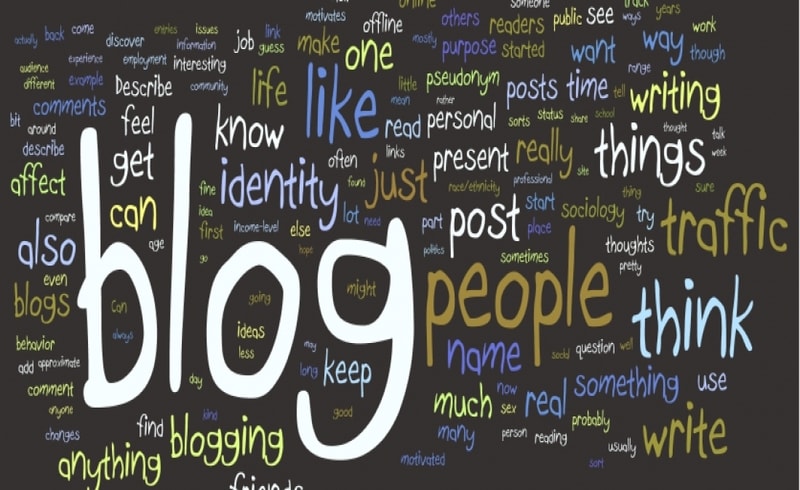 motivates
offline
online
others
someone
track
years
actually
back
come
entries
issues
link
readers
public
see
ways
work
discover
information
job
guess
make
one
mostly
purpose
started
want
way
though
audience
experience
employment
interesting
different
example
Describe
community
life
like
little
pseudonym
posts
time
tell
range
writing
comments
mean
rather
bit
around
feel
know
read
personal
sorts
status
share
school
thought
talk
week
describe
get
often
links
present
really
things
affect
identity
found
just
race/ethnicity
professional
site
thing
sure
can
fine
idea
lot
need
part
post
start
place
sociology
try
traffic
compare
also
age
first
income-level
else
politics
thoughts
pretty
go
hope
sometimes
even
blog
people
blogs
Can
going
might
think
always
ideas
less
behavior
may
name
social
question
well
add
approximate
long
keep
something
use
comment
day
now
real
much
sex
anyone
kind
good
probably
changes
find
blogging
many
person
reading
usually
write
anything
motivated
sort
friends